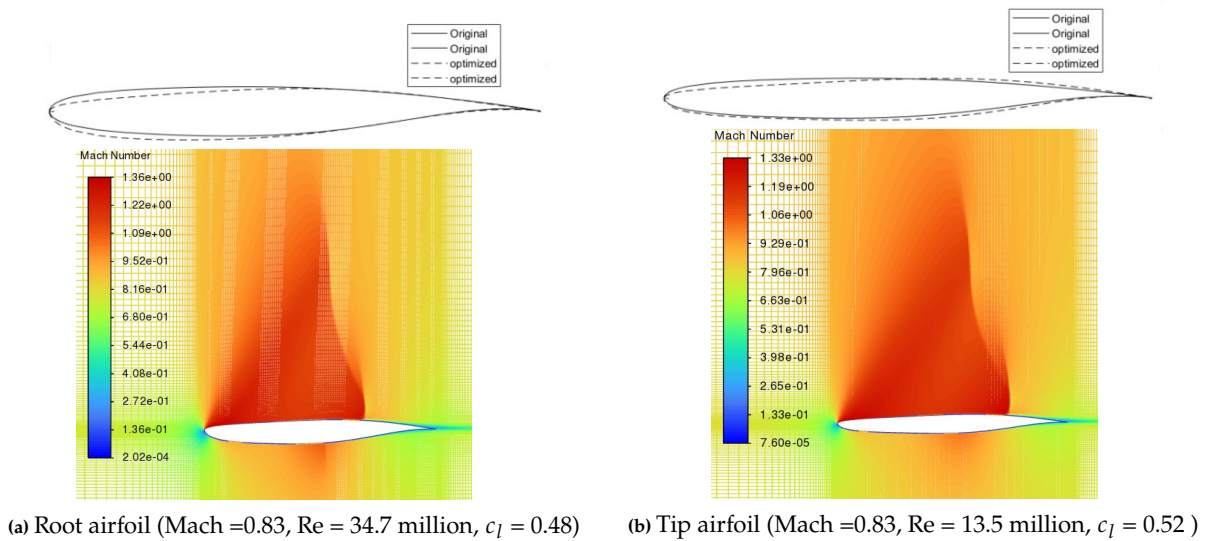 Original
Original
optimized
optimized
Mach Number
1.36e+00
1.22e+00
1.09e+00
9.52e-01
8.16e-01
6.80e-01
5.44e-01
4.08e-01
2.72e-01
1.36e-01
2.02e-04
(a) Root airfoil (Mach =0.83, Re = 34.7 million, c_l = 0.48)
Original
Original
optimized
optimized
Mach Number
1.33e+00
1.19e+00
1.06e+00
9.29e-01
7.96e-01
6.63e-01
5.31e-01
3.98e-01
2.65e-01
1.33e-01
7.60e-05
(b) Tip airfoil (Mach =0.83, Re = 13.5 million, c_l = 0.52 )